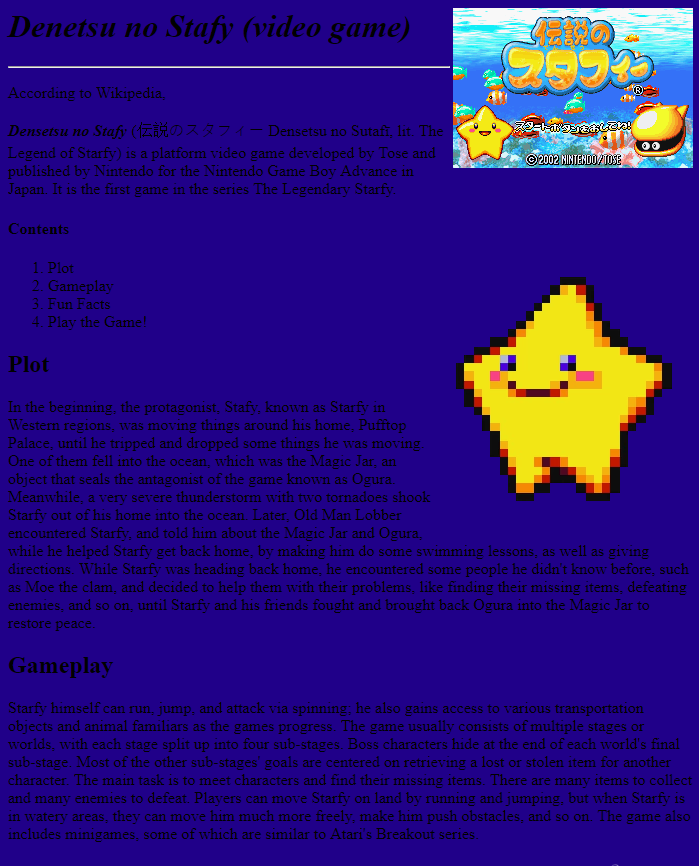 Denetsu no Stafy (video game)
伝説の
スタフィー
®
スタートボタンをおしてね!
© 2002 NINTENDO/TOSE
According to Wikipedia,
Densetsu no Stafy (伝説のスタフィー Densetsu no Sutafī, lit. The
Legend of Starfy) is a platform video game developed by Tose and
published by Nintendo for the Nintendo Game Boy Advance in
Japan. It is the first game in the series The Legendary Starfy.
Contents
1. Plot
2. Gameplay
3. Fun Facts
4. Play the Game!
Plot
In the beginning, the protagonist, Stafy, known as Starfy in
Western regions, was moving things around his home, Pufftop
Palace, until he tripped and dropped some things he was moving.
One of them fell into the ocean, which was the Magic Jar, an
object that seals the antagonist of the game known as Ogura.
Meanwhile, a very severe thunderstorm with two tornadoes shook
Starfy out of his home into the ocean. Later, Old Man Lobber
encountered Starfy, and told him about the Magic Jar and Ogura,
while he helped Starfy get back home, by making him do some swimming lessons, as well as giving
directions. While Starfy was heading back home, he encountered some people he didn't know before, such
as Moe the clam, and decided to help them with their problems, like finding their missing items, defeating
enemies, and so on, until Starfy and his friends fought and brought back Ogura into the Magic Jar to
restore peace.
Gameplay
Starfy himself can run, jump, and attack via spinning; he also gains access to various transportation
objects and animal familiars as the games progress. The game usually consists of multiple stages or
worlds, with each stage split up into four sub-stages. Boss characters hide at the end of each world's final
sub-stage. Most of the other sub-stages' goals are centered on retrieving a lost or stolen item for another
character. The main task is to meet characters and find their missing items. There are many items to collect
and many enemies to defeat. Players can move Starfy on land by running and jumping, but when Starfy is
in watery areas, they can move him much more freely, make him push obstacles, and so on. The game also
includes minigames, some of which are similar to Atari's Breakout series.